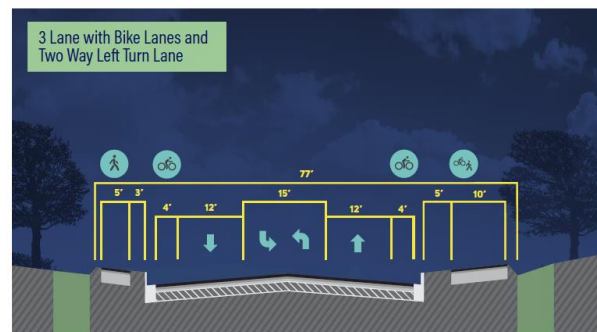 3 Lane with Bike Lanes and
Two Way Left Turn Lane
77'
5' 3' 15' 5' 10'
4' 12' 12' 4'